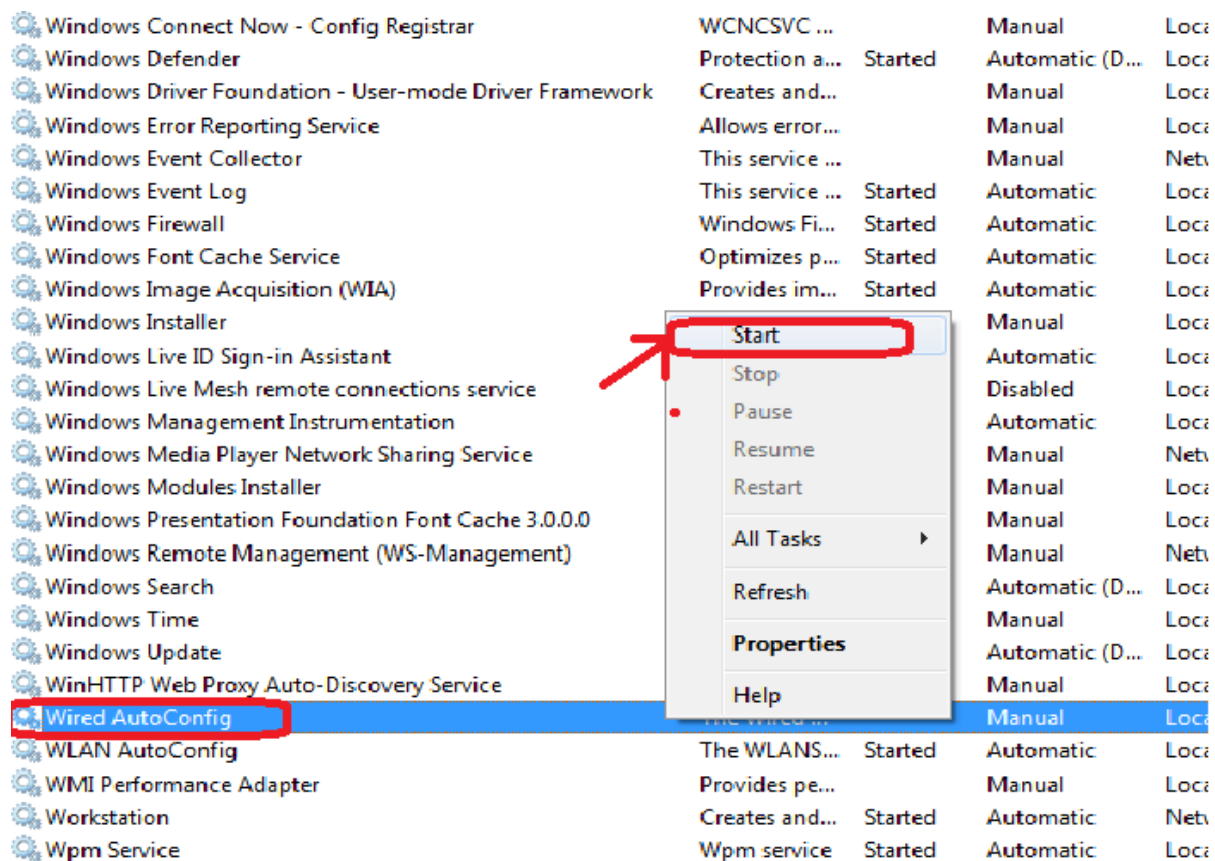 Windows Connect Now - Config Registrar WCNCSVC ... Manual Loca
Windows Defender Protection a... Started Automatic (D... Loca
Windows Driver Foundation - User-mode Driver Framework Creates and... Manual Loca
Windows Error Reporting Service Allows error... Manual Loca
Windows Event Collector This service ... Manual Netw
Windows Event Log This service ... Started Automatic Loca
Windows Firewall Windows Fi... Started Automatic Loca
Windows Font Cache Service Optimizes p... Started Automatic Loca
Windows Image Acquisition (WIA) Provides im... Started Automatic Loca
Windows Installer Manual Loca
Start
Windows Live ID Sign-in Assistant Automatic Loca
Stop
Windows Live Mesh remote connections service Disabled Loca
Pause
Windows Management Instrumentation Automatic Loca
Resume
Windows Media Player Network Sharing Service Manual Netw
Windows Modules Installer Manual Loca
Restart
Windows Presentation Foundation Font Cache 3.0.0.0 Manual Loca
All Tasks
Windows Remote Management (WS-Management) Manual Netw
Windows Search Automatic (D... Loca
Refresh
Windows Time Manual Loca
Properties
Windows Update Automatic (D... Loca
WinHTTP Web Proxy Auto-Discovery Service Manual Loca
Help
Wired AutoConfig The Wired ... Manual Loca
WLAN AutoConfig The WLANS... Started Automatic Loca
WMI Performance Adapter Provides pe... Manual Loca
Workstation Creates and... Started Automatic Netw
Wpm Service Wpm service Started Automatic Loca